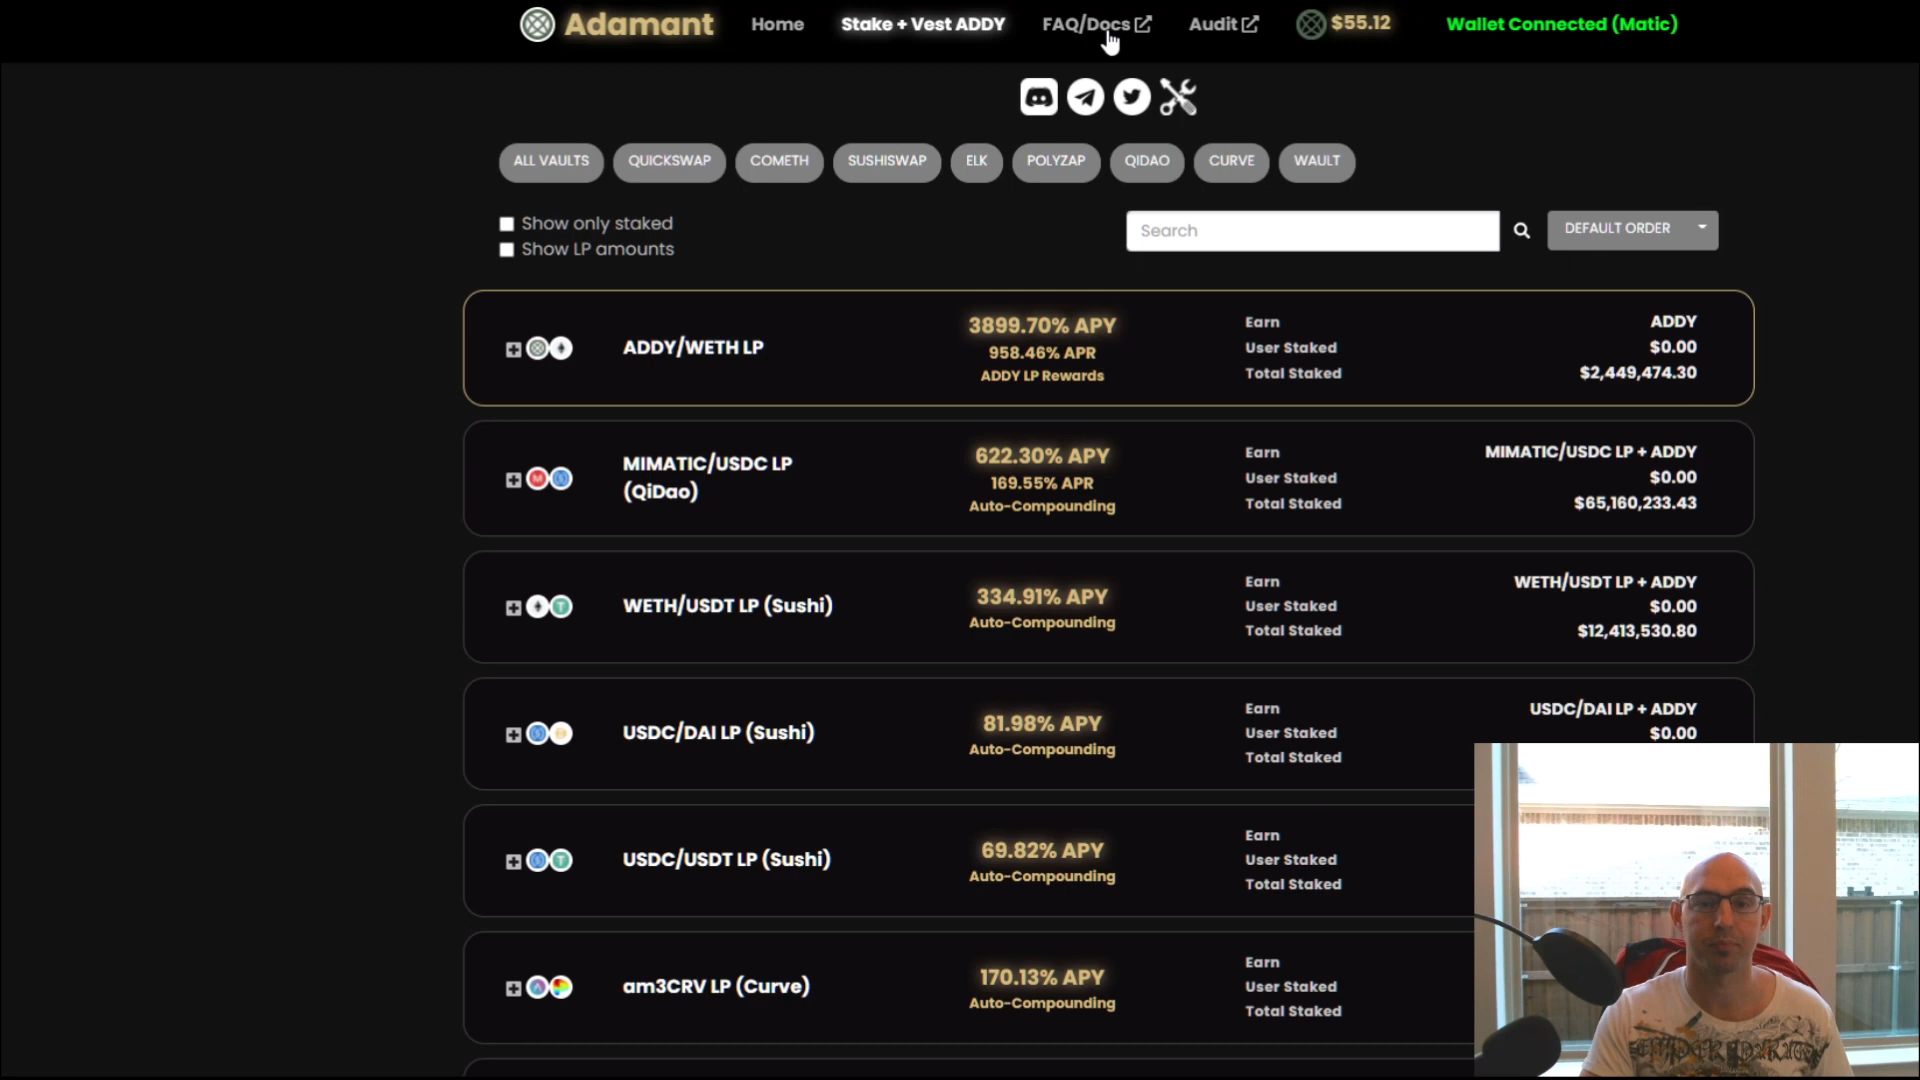 Adamant Home Stake + Vest ADDY FAQ/Docs Audit $55.12 Wallet Connected (Matic)
ALL VAULTS QUICKSWAP COMETH SUSHISWAP ELK POLYZAP QIDAO CURVE WAULT
Show only staked
Show LP amounts
Search
DEFAULT ORDER
ADDY/WETH LP
3899.70% APY
958.46% APR
ADDY LP Rewards
Earn ADDY
User Staked $0.00
Total Staked $2,449,474.30
MIMATIC/USDC LP
(QiDao)
622.30% APY
169.55% APR
Auto-Compounding
Earn MIMATIC/USDC LP + ADDY
User Staked $0.00
Total Staked $65,160,233.43
WETH/USDT LP (Sushi)
334.91% APY
Auto-Compounding
Earn WETH/USDT LP + ADDY
User Staked $0.00
Total Staked $12,413,530.80
USDC/DAI LP (Sushi)
81.98% APY
Auto-Compounding
Earn USDC/DAI LP + ADDY
User Staked $0.00
Total Staked
USDC/USDT LP (Sushi)
69.82% APY
Auto-Compounding
Earn
User Staked
Total Staked
am3CRV LP (Curve)
170.13% APY
Auto-Compounding
Earn
User Staked
Total Staked